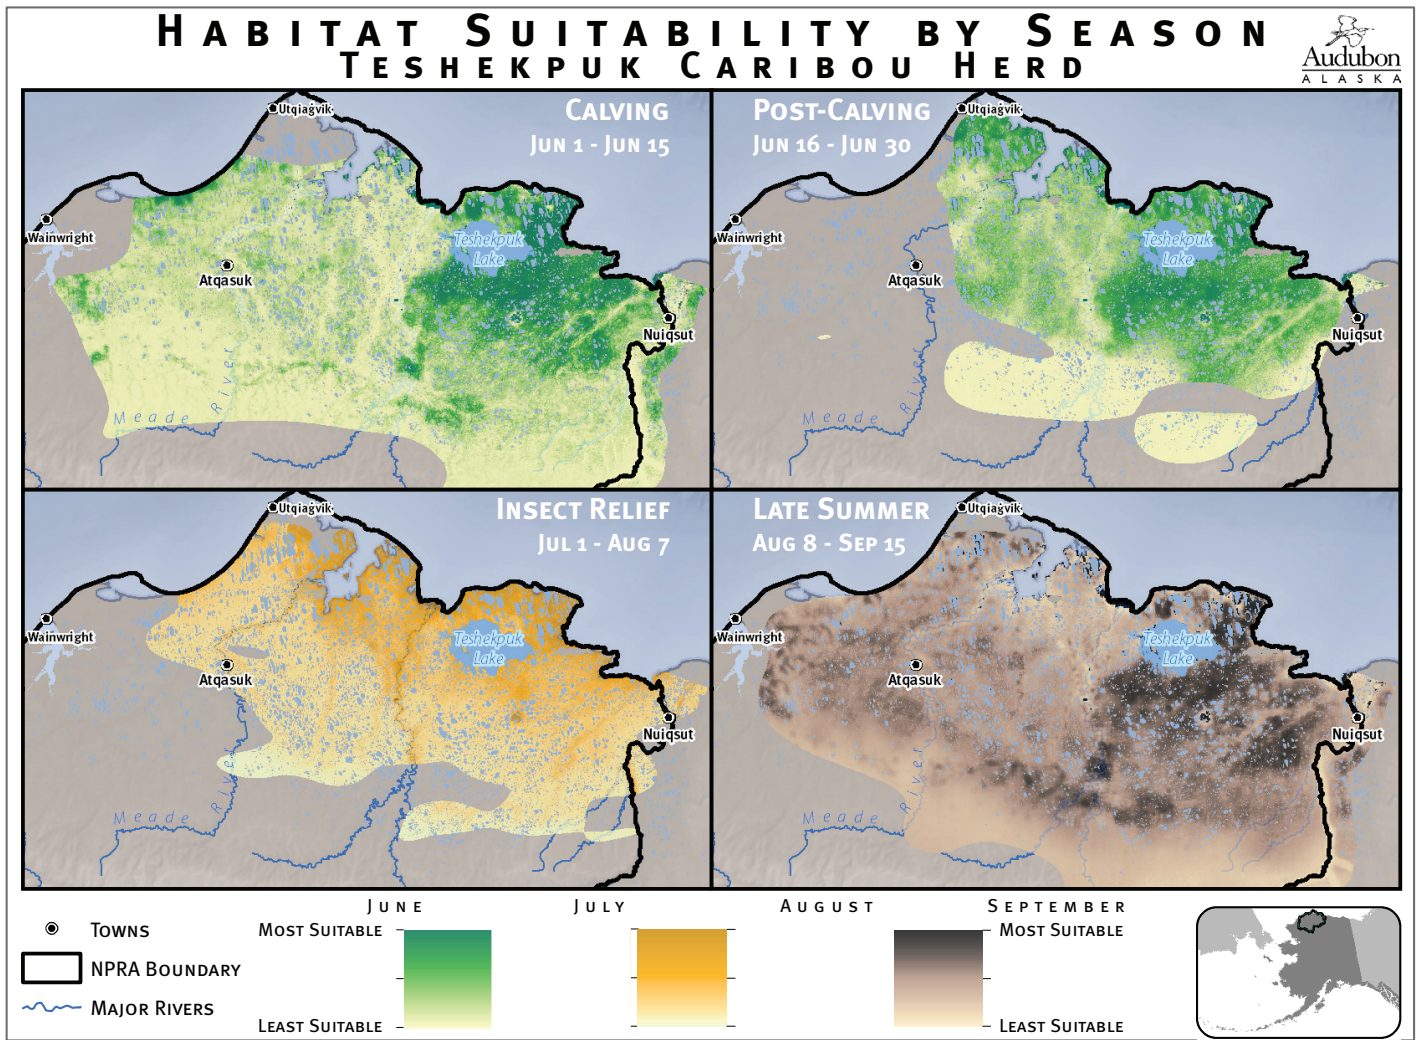 HABITAT SUITABILITY BY SEASON
TESHEKPUK CARIBOU HERD
Audubon
ALASKA
CALVING
JUN 1 - JUN 15
Utqiaġvik
Wainwright
Atqasuk
Teshekpuk
Lake
Nuiqsut
Meade River
POST-CALVING
JUN 16 - JUN 30
Utqiaġvik
Wainwright
Atqasuk
Teshekpuk
Lake
Nuiqsut
Meade River
INSECT RELIEF
JUL 1 - AUG 7
Utqiaġvik
Wainwright
Atqasuk
Teshekpuk
Lake
Nuiqsut
Meade River
LATE SUMMER
AUG 8 - SEP 15
Utqiaġvik
Wainwright
Atqasuk
Teshekpuk
Lake
Nuiqsut
Meade River
JUNE JULY AUGUST SEPTEMBER
TOWNS
NPRA BOUNDARY
MAJOR RIVERS
MOST SUITABLE
LEAST SUITABLE
MOST SUITABLE
LEAST SUITABLE